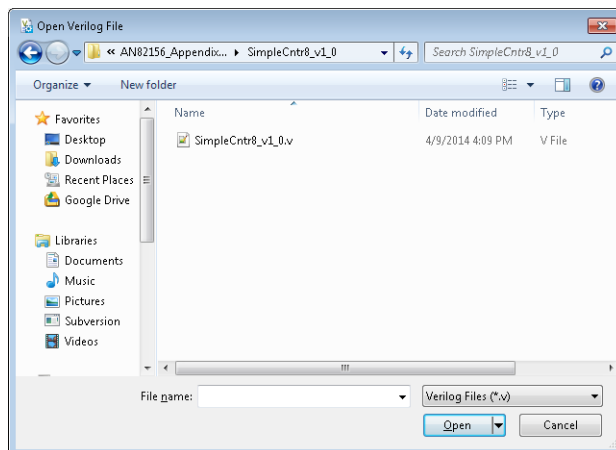 Open Verilog File
« AN82156_Appendix... ▸ SimpleCntr8_v1_0
Search SimpleCntr8_v1_0
Organize
New folder
Name
Date modified
Type
Favorites
Desktop
Downloads
Recent Places
Google Drive
Libraries
Documents
Music
Pictures
Subversion
Videos
SimpleCntr8_v1_0.v
4/9/2014 4:09 PM
V File
File name:
Verilog Files (*.v)
Open
Cancel